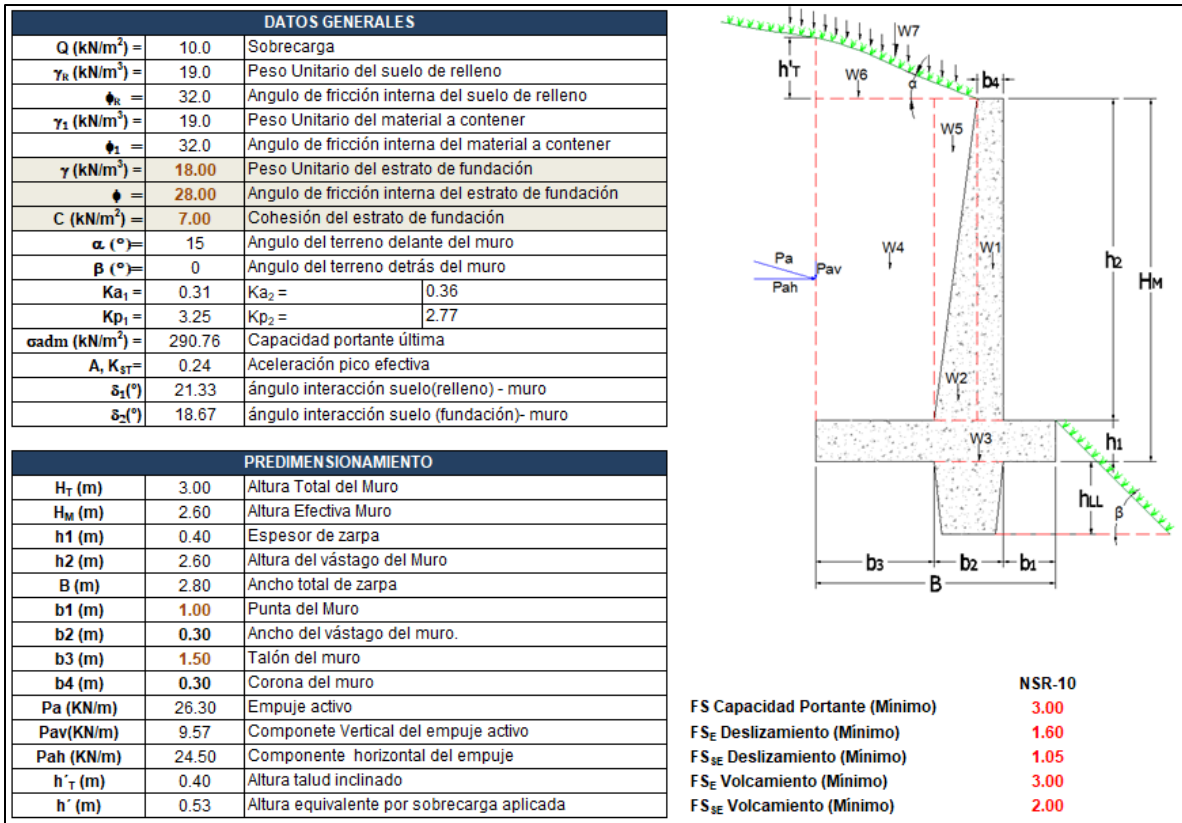 DATOS GENERALES
Q (kN/m²) = 10.0 Sobrecarga
γR (kN/m³) = 19.0 Peso Unitario del suelo de relleno
ϕR = 32.0 Angulo de fricción interna del suelo de relleno
γ1 (kN/m³) = 19.0 Peso Unitario del material a contener
ϕ1 = 32.0 Angulo de fricción interna del material a contener
γ (kN/m³) = 18.00 Peso Unitario del estrato de fundación
ϕ = 28.00 Angulo de fricción interna del estrato de fundación
C (kN/m²) = 7.00 Cohesión del estrato de fundación
α (°)= 15 Angulo del terreno delante del muro
β (°)= 0 Angulo del terreno detrás del muro
Ka1 = 0.31 Ka2 = 0.36
Kp1 = 3.25 Kp2 = 2.77
σadm (kN/m²) = 290.76 Capacidad portante última
A, KST= 0.24 Aceleración pico efectiva
δ1(°) 21.33 ángulo interacción suelo(relleno) - muro
δ2(°) 18.67 ángulo interacción suelo (fundación)- muro
PREDIMENSIONAMIENTO
HT (m) 3.00 Altura Total del Muro
HM (m) 2.60 Altura Efectiva Muro
h1 (m) 0.40 Espesor de zarpa
h2 (m) 2.60 Altura del vástago del Muro
B (m) 2.80 Ancho total de zarpa
b1 (m) 1.00 Punta del Muro
b2 (m) 0.30 Ancho del vástago del muro.
b3 (m) 1.50 Talón del muro
b4 (m) 0.30 Corona del muro
Pa (KN/m) 26.30 Empuje activo
Pav(KN/m) 9.57 Componete Vertical del empuje activo
Pah (KN/m) 24.50 Componente horizontal del empuje
h´T (m) 0.40 Altura talud inclinado
h´ (m) 0.53 Altura equivalente por sobrecarga aplicada
W7
h'T
W6
α
b4
W5
W4
W1
Pa
Pav
Pah
h2
HM
W2
W3
h1
hLL
β
b3
b2
b1
B
NSR-10
FS Capacidad Portante (Mínimo) 3.00
FSE Deslizamiento (Mínimo) 1.60
FSSE Deslizamiento (Mínimo) 1.05
FSE Volcamiento (Mínimo) 3.00
FSSE Volcamiento (Mínimo) 2.00